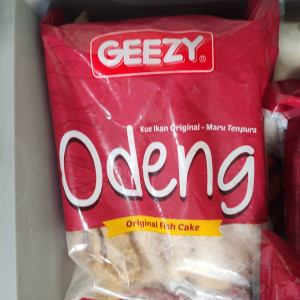 GEEZY®
Kue Ikan Original - Maru Tenpura
Odeng
Original Fish Cake